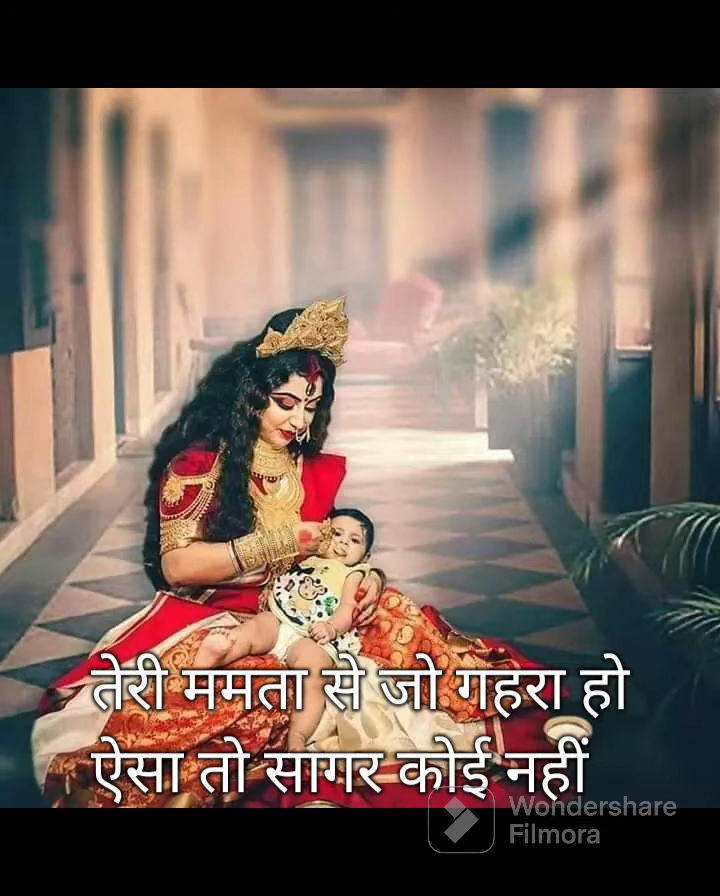 तेरी ममता से जो गहरा हो
ऐसा तो सागर कोई नहीं
Wondershare
Filmora